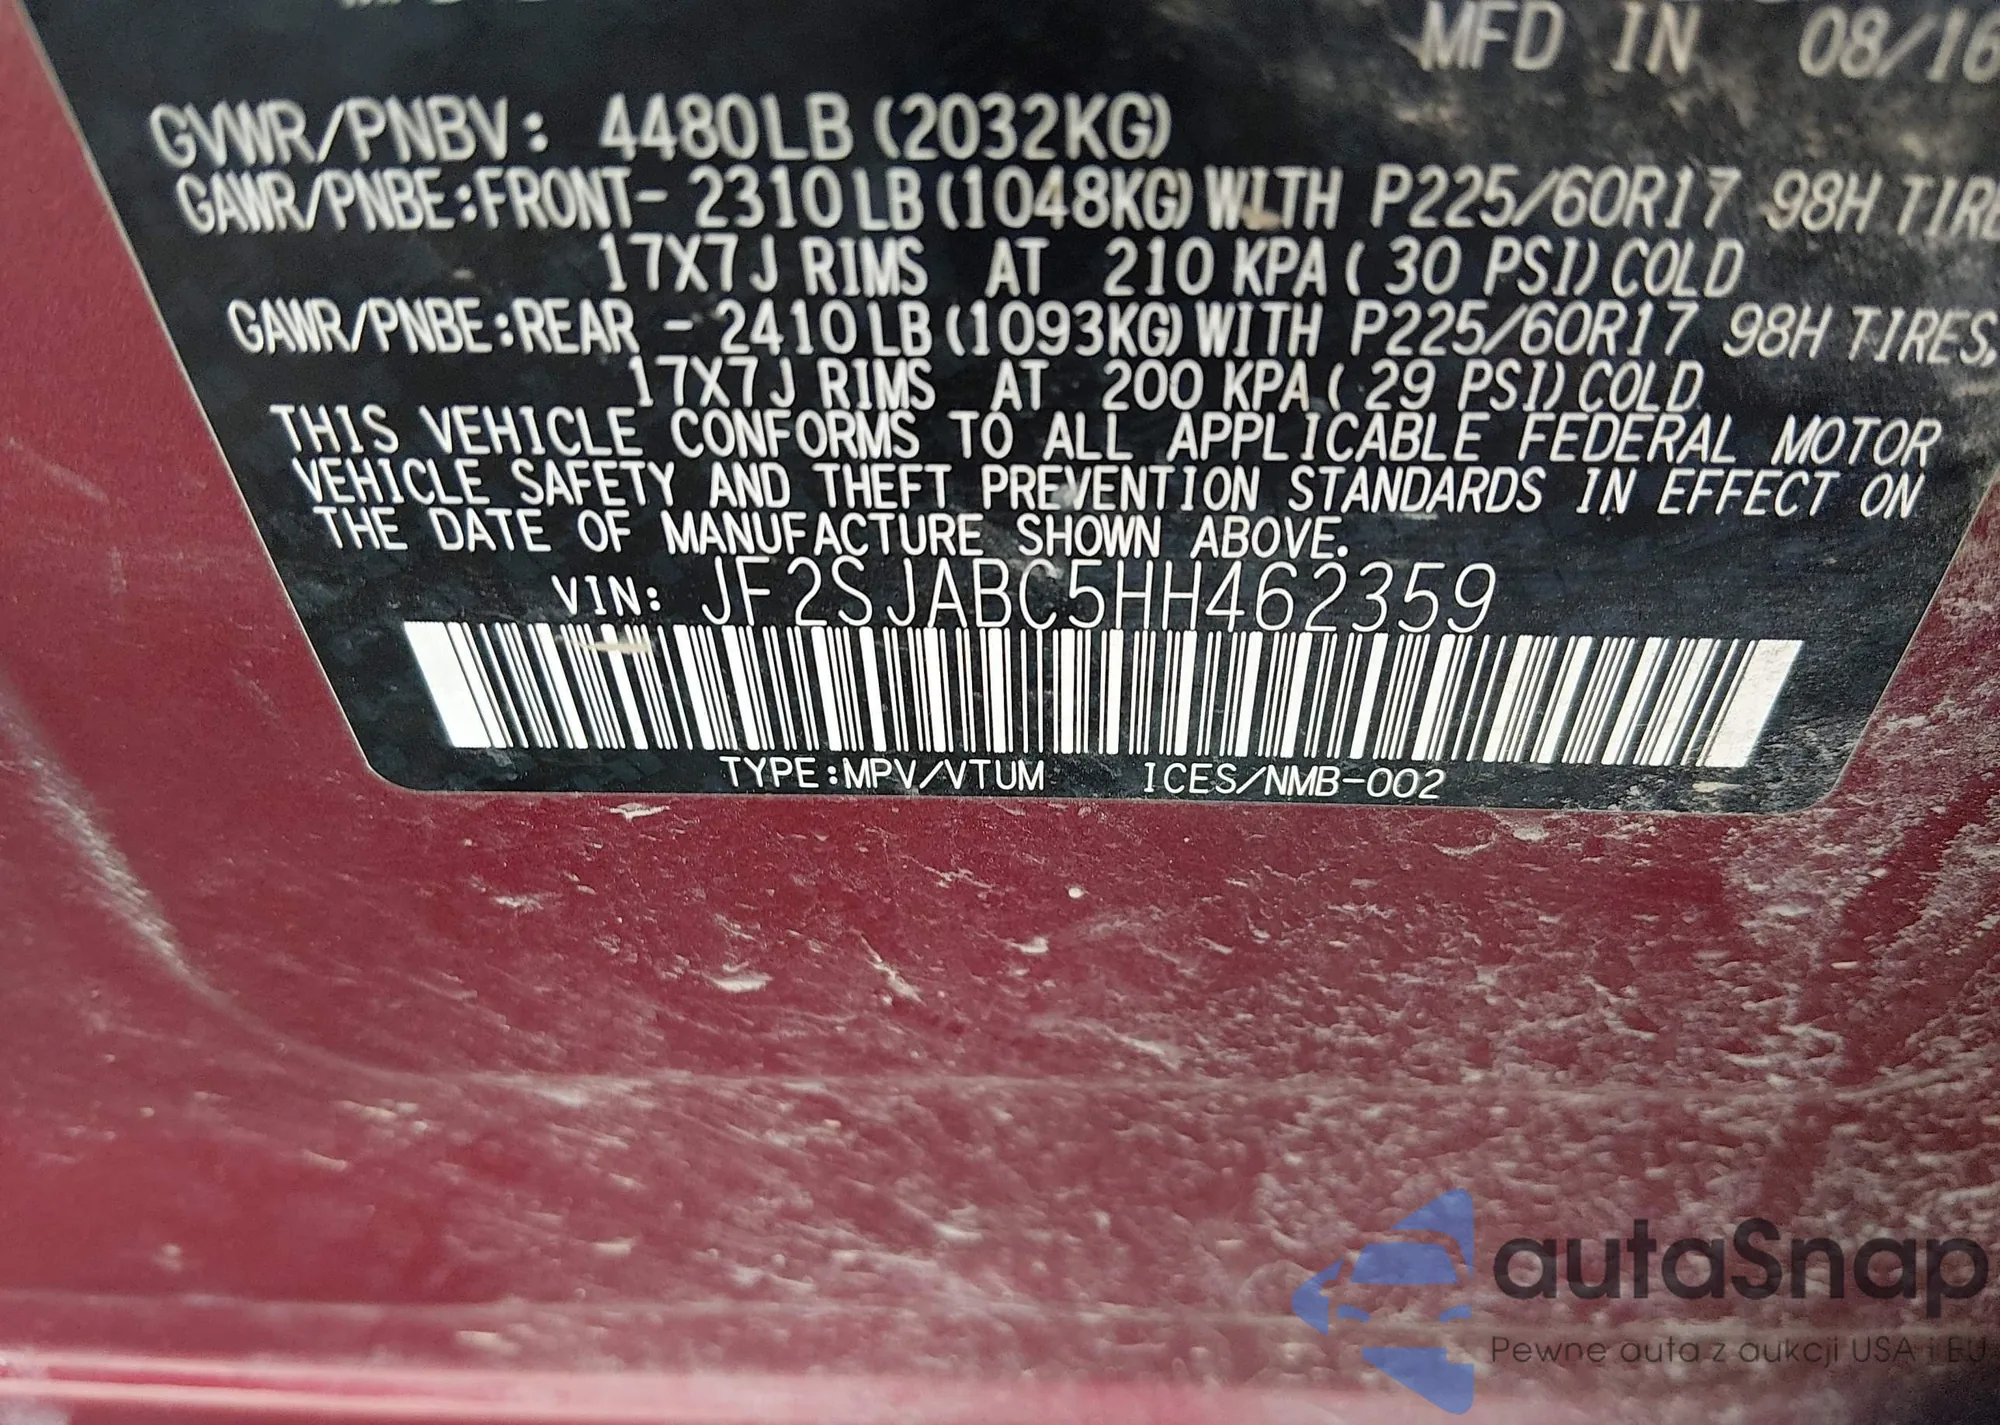 MFD IN 08/16
GVWR/PNBV: 4480LB (2032KG)
GAWR/PNBE:FRONT- 2310LB (1048KG) WITH P225/60R17 98H
17X7J RIMS AT 210 KPA ( 30 PSI) COLD
GAWR/PNBE:REAR - 2410LB (1093KG) WITH P225/60R17 98H TIRES,
17X7J RIMS AT 200 KPA ( 29 PSI) COLD
THIS VEHICLE CONFORMS TO ALL APPLICABLE FEDERAL MOTOR
VEHICLE SAFETY AND THEFT PREVENTION STANDARDS IN EFFECT ON
THE DATE OF MANUFACTURE SHOWN ABOVE.
VIN: JF2SJABC5HH462359
TYPE:MPV/VTUM ICES/NMB-002
autaSnap
Pewne auta z aukcji USA i EU